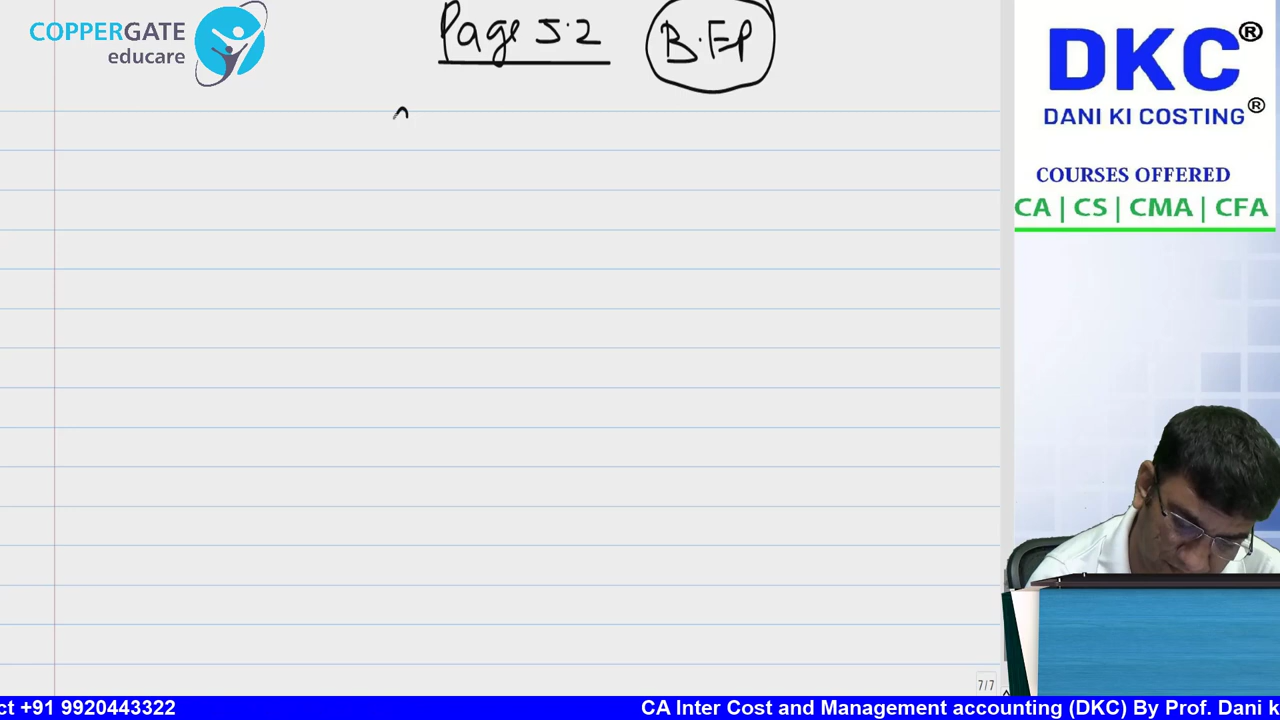 COPPERGATE
educare
Page 5.2
B.E.P
DKC®
DANI KI COSTING®
COURSES OFFERED
CA | CS | CMA | CFA
7/7
ct +91 9920443322
CA Inter Cost and Management accounting (DKC) By Prof. Dani k